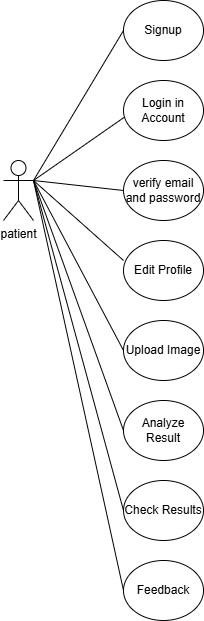 Signup
Login in
Account
verify email
and password
patient
Edit Profile
Upload Image
Analyze
Result
Check Results
Feedback